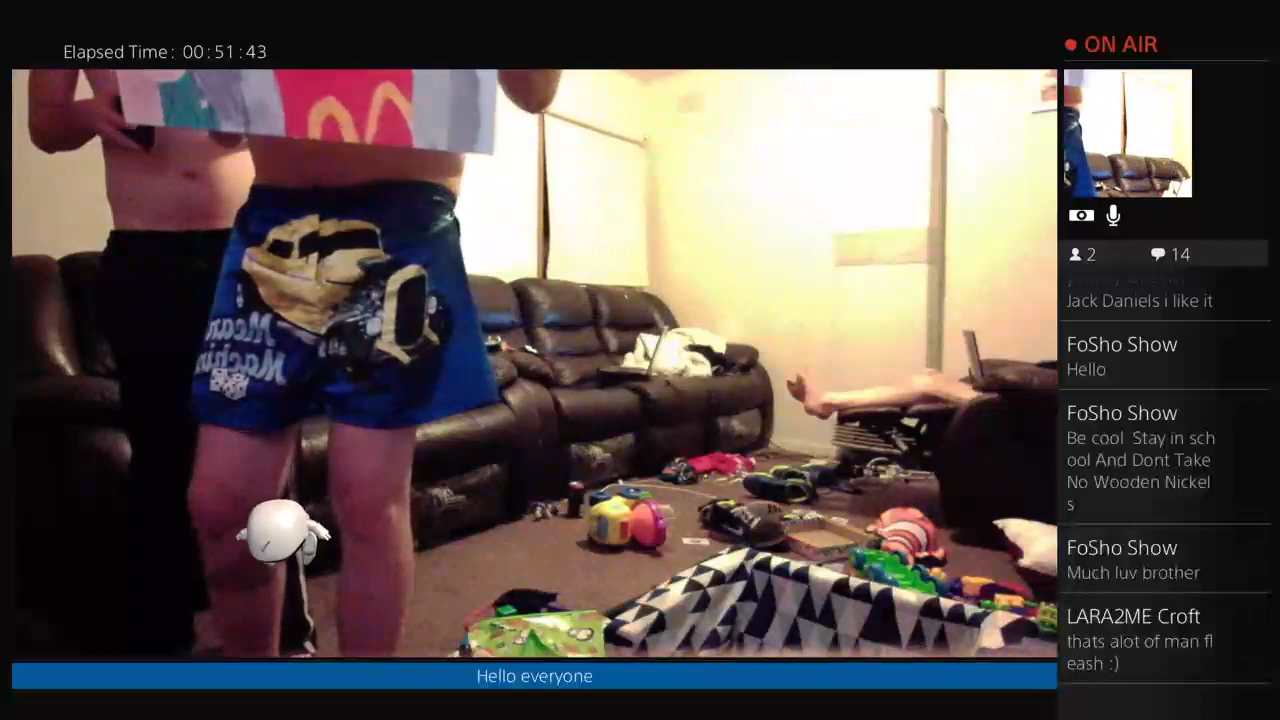 Elapsed Time: 00:51:43
ON AIR
2
14
Jack Daniels i like it
FoSho Show
Hello
FoSho Show
Be cool Stay in sch
ool And Dont Take
No Wooden Nickel
s
FoSho Show
Much luv brother
LARA2ME Croft
thats alot of man fl
eash :)
Mean
Machine
Hello everyone